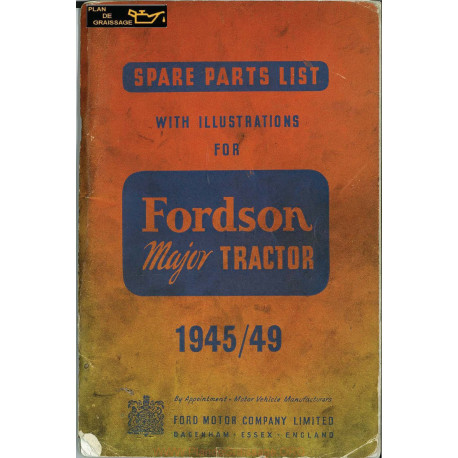 PLAN
DE
GRAISSAGE
SPARE PARTS LIST
WITH ILLUSTRATIONS
FOR
Fordson
Major TRACTOR
1945/49
By Appointment - Motor Vehicle Manufacturers
FORD MOTOR COMPANY LIMITED
DAGENHAM · ESSEX · ENGLAND